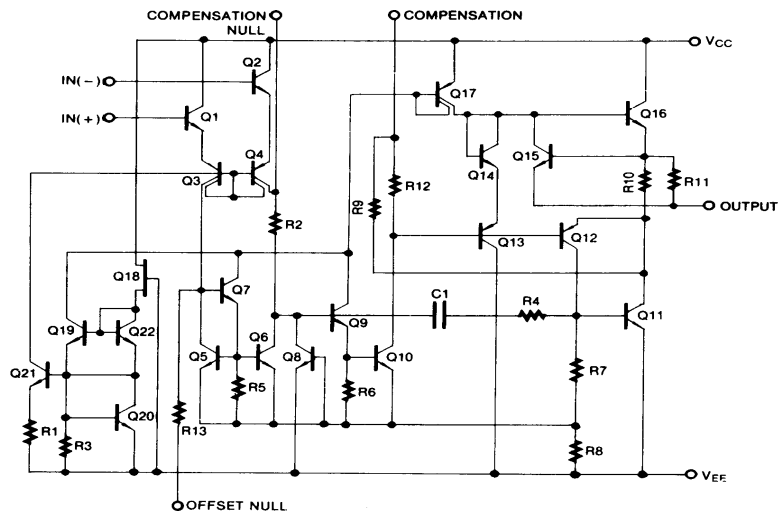 COMPENSATION
NULL
COMPENSATION
VCC
Q2
IN(−)
Q17
IN(+)
Q1
Q16
Q3
Q4
Q14
Q15
R12
R9
R10
R11
OUTPUT
R2
Q13
Q12
Q18
Q7
C1
R4
Q19
Q22
Q9
Q11
Q5
Q6
Q8
Q10
Q21
R5
R6
R7
Q20
R1
R3
R13
R8
VEE
OFFSET NULL